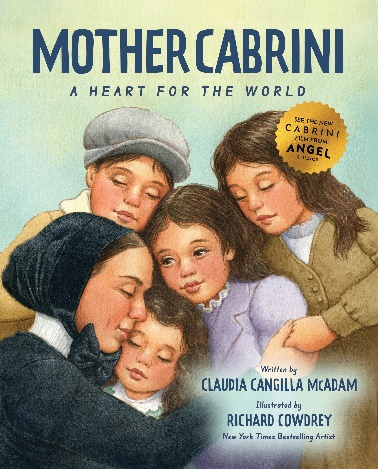 MOTHER CABRINI
A HEART FOR THE WORLD
SEE THE NEW
CABRINI
FILM FROM
ANGEL
Written by
CLAUDIA CANGILLA McADAM
Illustrated by
RICHARD COWDREY
New York Times Bestselling Artist